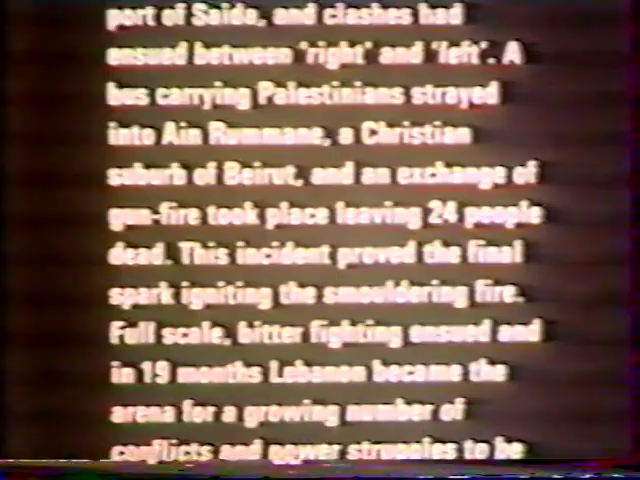 port of Saida, and clashes had
ensued between 'right' and 'left'. A
bus carrying Palestinians strayed
into Ain Rummane, a Christian
suburb of Beirut, and an exchange of
gun-fire took place leaving 24 people
dead. This incident proved the final
spark igniting the smouldering fire.
Full scale, bitter fighting ensued and
in 19 months Lebanon became the
arena for a growing number of
conflicts and power struggles to be